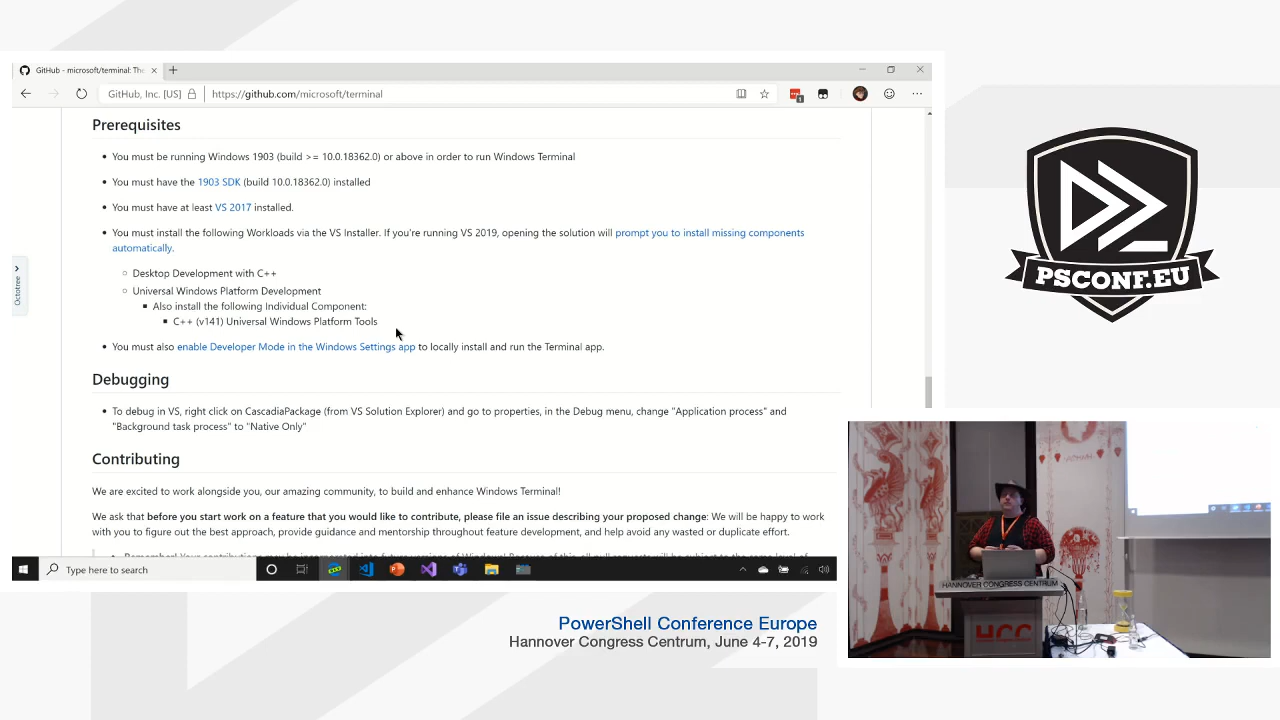 GitHub - microsoft/terminal: The
GitHub, Inc. [US]
https://github.com/microsoft/terminal
1
Prerequisites
You must be running Windows 1903 (build >= 10.0.18362.0) or above in order to run Windows Terminal
You must have the 1903 SDK (build 10.0.18362.0) installed
You must have at least VS 2017 installed.
You must install the following Workloads via the VS Installer. If you're running VS 2019, opening the solution will prompt you to install missing components
automatically.
Desktop Development with C++
Universal Windows Platform Development
Also install the following Individual Component:
C++ (v141) Universal Windows Platform Tools
You must also enable Developer Mode in the Windows Settings app to locally install and run the Terminal app.
Octotree
Debugging
To debug in VS, right click on CascadiaPackage (from VS Solution Explorer) and go to properties, in the Debug menu, change "Application process" and
"Background task process" to "Native Only"
Contributing
We are excited to work alongside you, our amazing community, to build and enhance Windows Terminal!
We ask that before you start work on a feature that you would like to contribute, please file an issue describing your proposed change: We will be happy to work
with you to figure out the best approach, provide guidance and mentorship throughout feature development, and help avoid any wasted or duplicate effort.
Type here to search
PSCONF.EU
HANNOVER CONGRESS CENTRUM
HCC
PowerShell Conference Europe
Hannover Congress Centrum, June 4-7, 2019